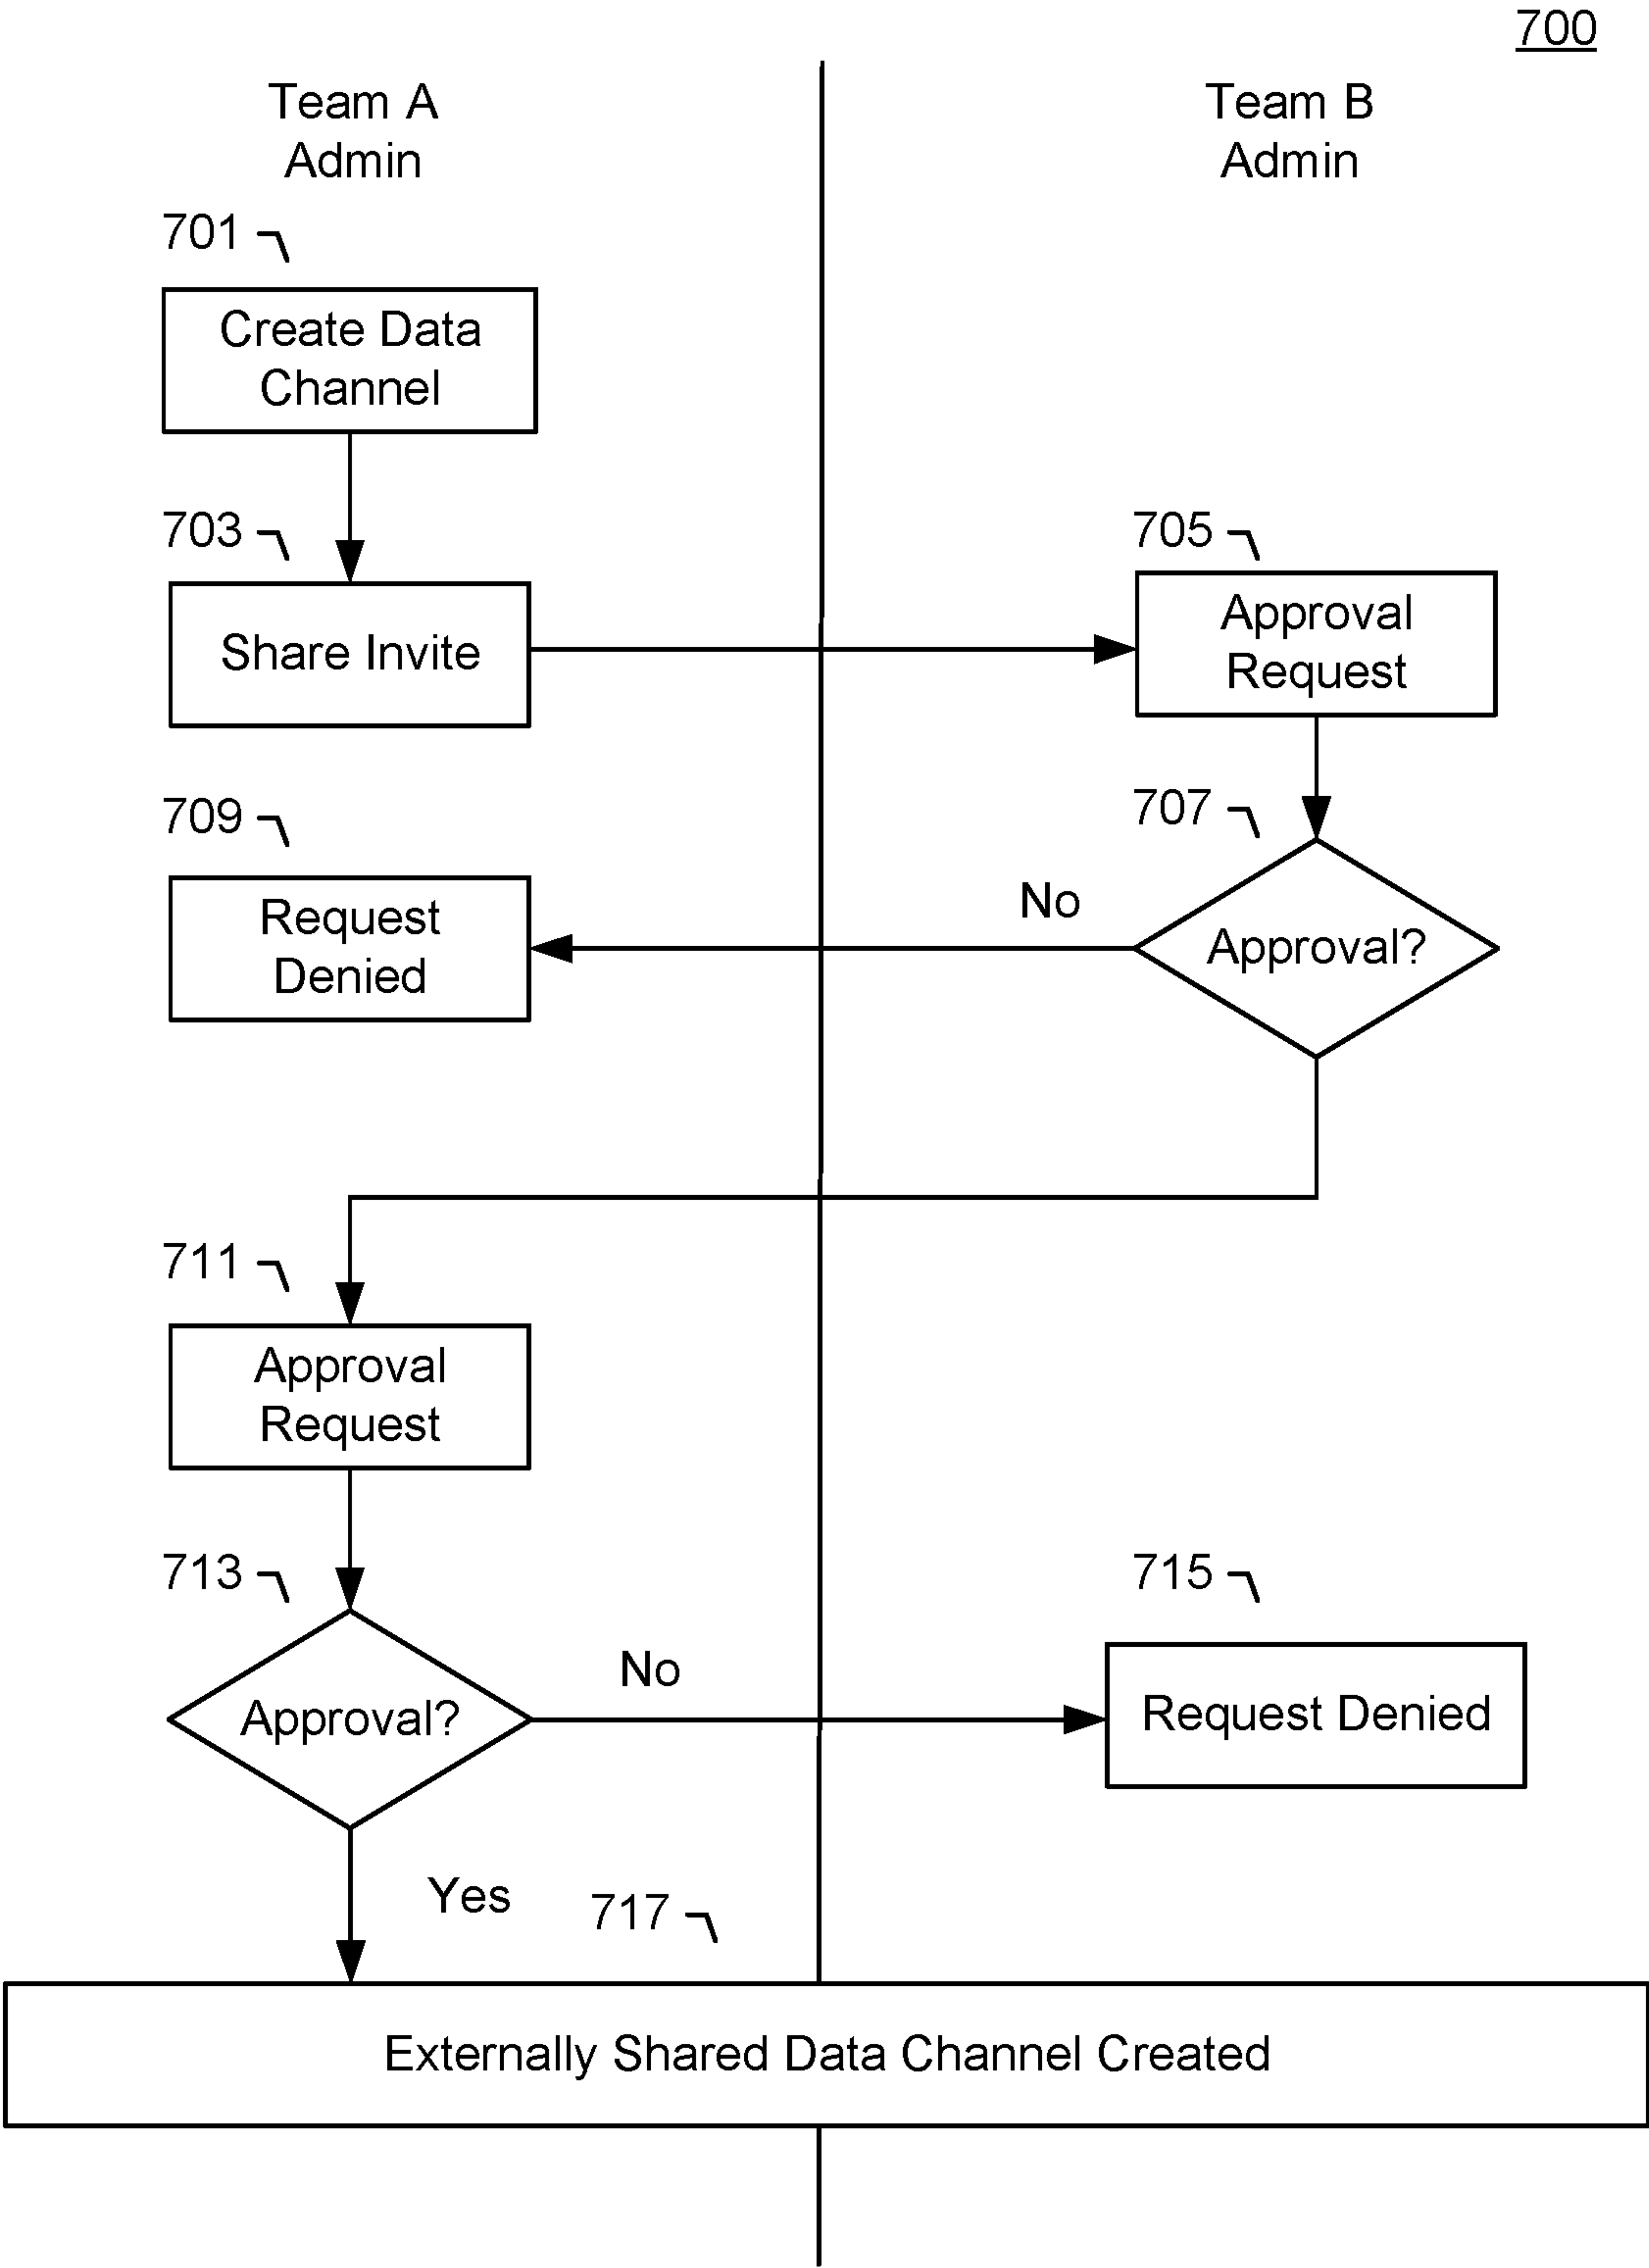 700
Team A
Admin
Team B
Admin
701
Create Data
Channel
703
Share Invite
705
Approval
Request
709
Request
Denied
707
No
Approval?
711
Approval
Request
713
Approval?
No
715
Request Denied
Yes
717
Externally Shared Data Channel Created